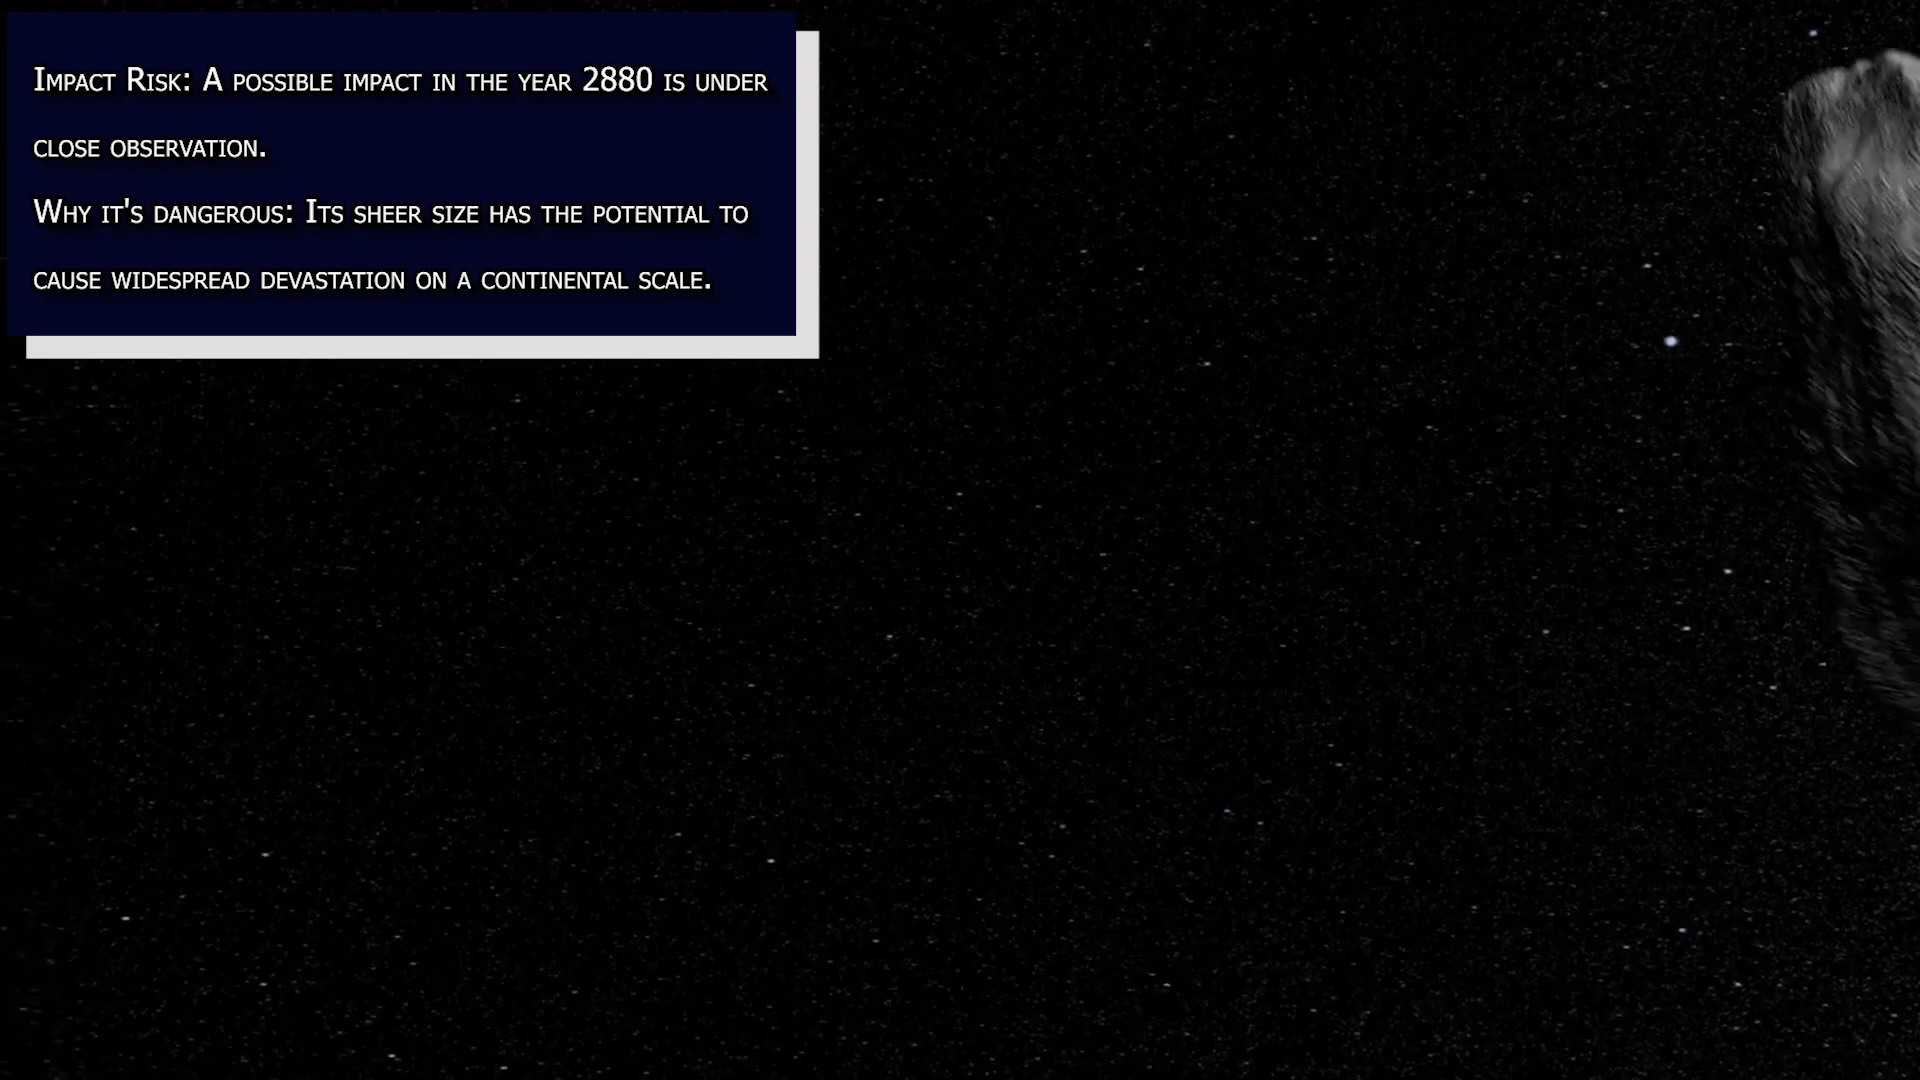 Impact Risk: A possible impact in the year 2880 is under
close observation.
Why it's dangerous: Its sheer size has the potential to
cause widespread devastation on a continental scale.